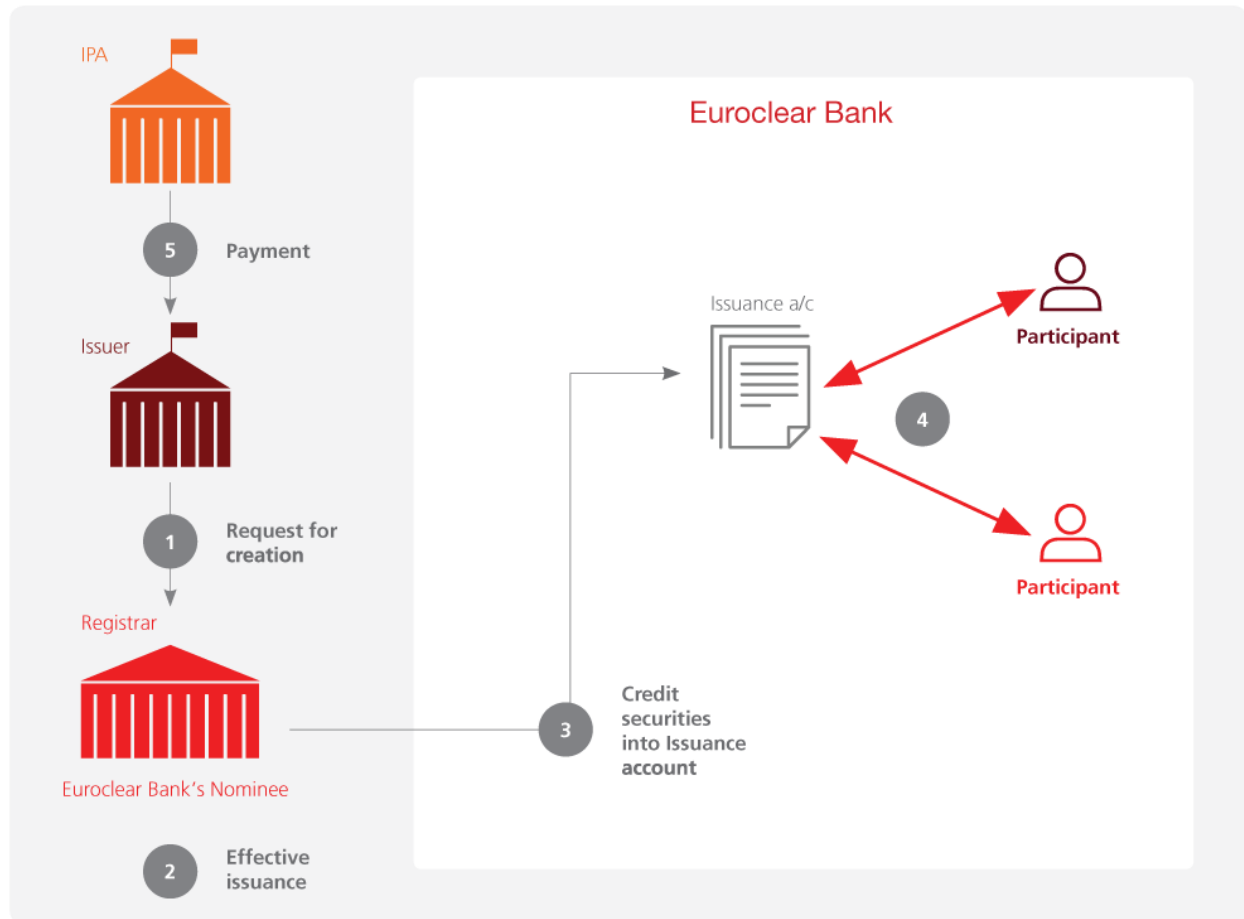 IPA
Euroclear Bank
5
Payment
Issuer
Issuance a/c
Participant
4
1
Request for
creation
Participant
Registrar
3
Credit
securities
into Issuance
account
Euroclear Bank's Nominee
2
Effective
issuance